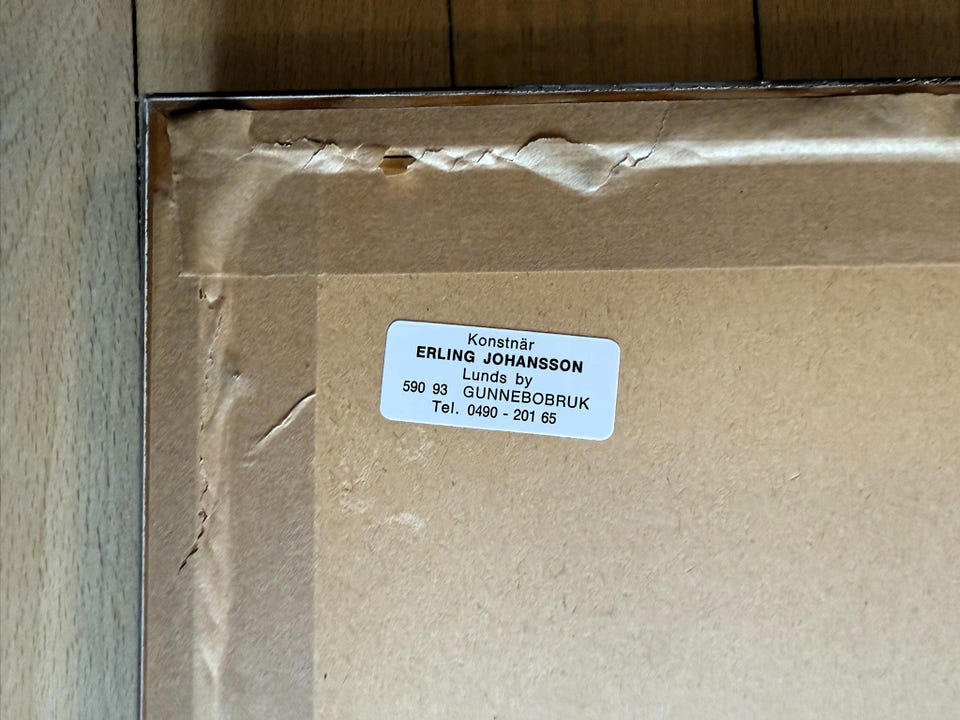 Konstnär
ERLING JOHANSSON
Lunds by
590 93 GUNNEBOBRUK
Tel. 0490 - 201 65